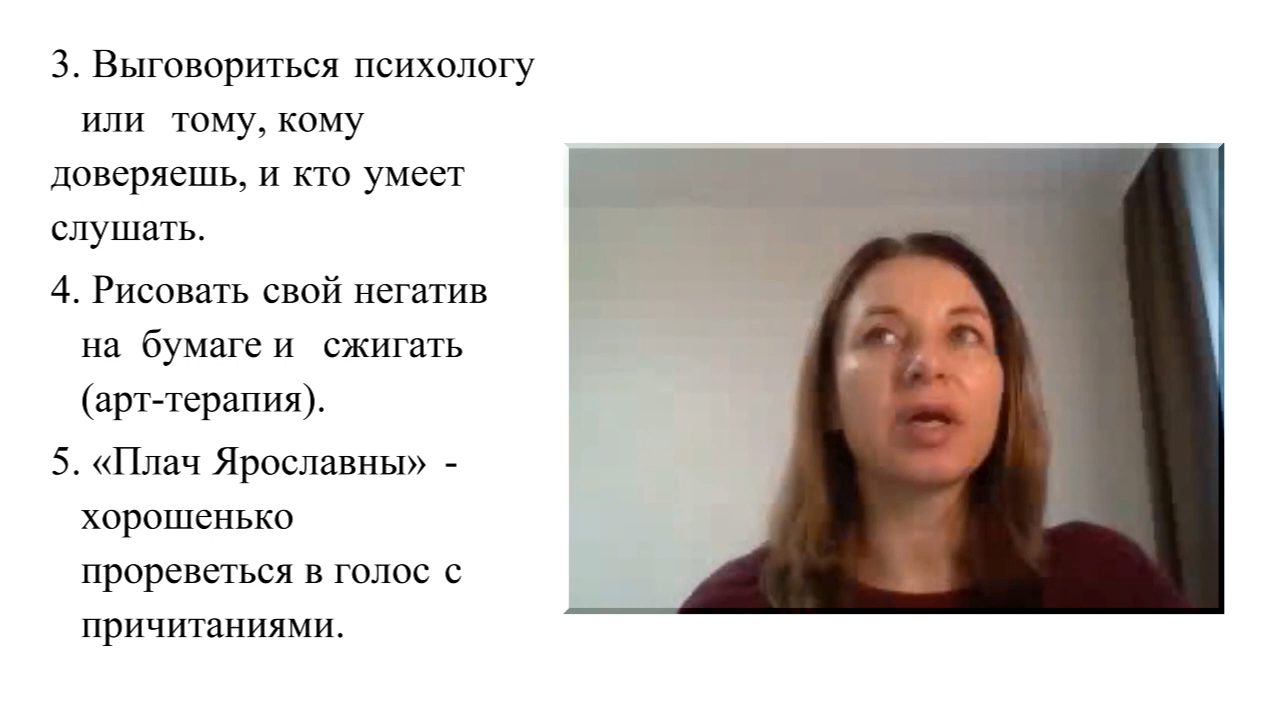 3. Выговориться психологу
или тому, кому
доверяешь, и кто умеет
слушать.
4. Рисовать свой негатив
на бумаге и сжигать
(арт-терапия).
5. «Плач Ярославны» -
хорошенько
прореветься в голос с
причитаниями.